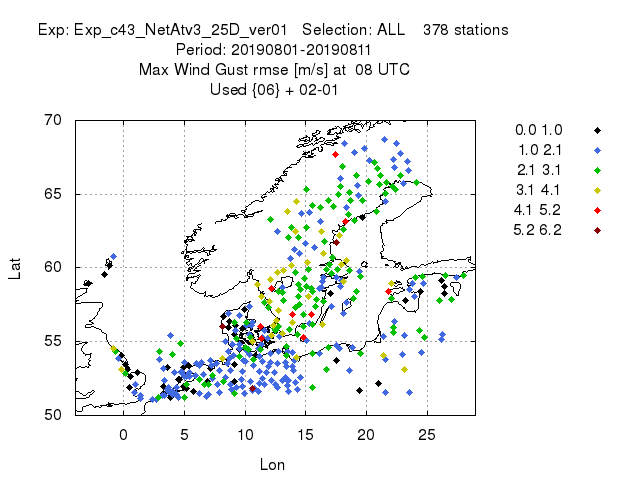 Exp: Exp_c43_NetAtv3_25D_ver01 Selection: ALL 378 stations
Period: 20190801-20190811
Max Wind Gust rmse [m/s] at 08 UTC
Used {06} + 02-01
70
65
60
55
50
Lat
0 5 10 15 20 25
Lon
0.0 1.0
1.0 2.1
2.1 3.1
3.1 4.1
4.1 5.2
5.2 6.2